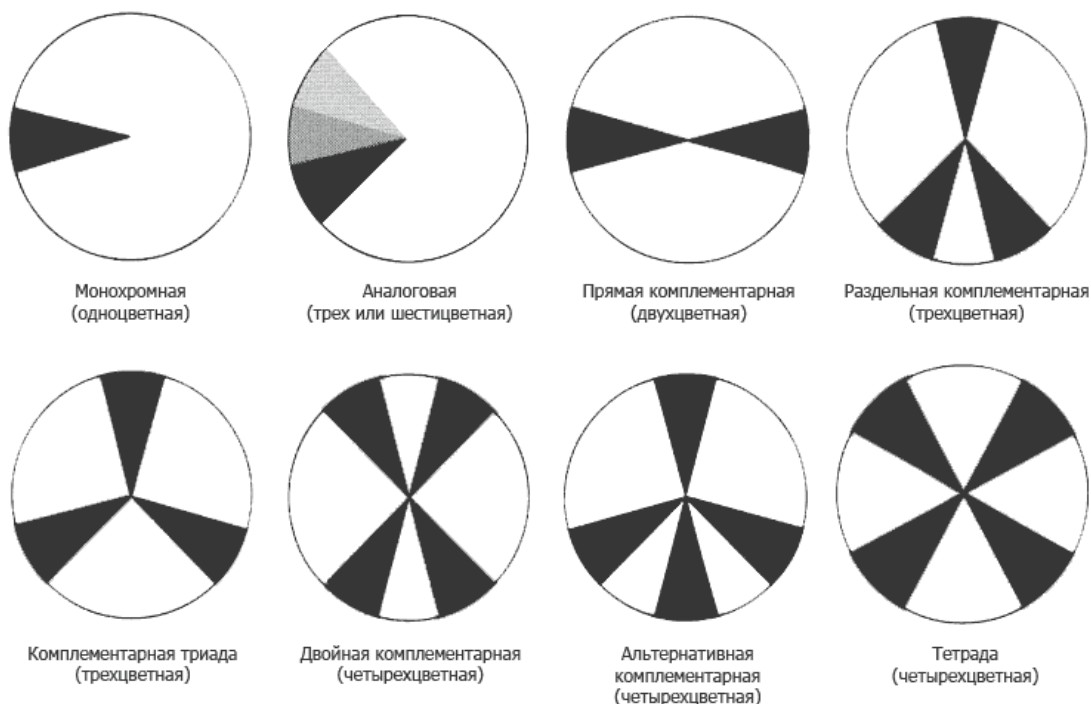 Монохромная
(одноцветная)
Аналоговая
(трех или шестицветная)
Прямая комплементарная
(двухцветная)
Раздельная комплементарная
(трехцветная)
Комплементарная триада
(трехцветная)
Двойная комплементарная
(четырехцветная)
Альтернативная
комплементарная
(четырехцветная)
Тетрада
(четырехцветная)